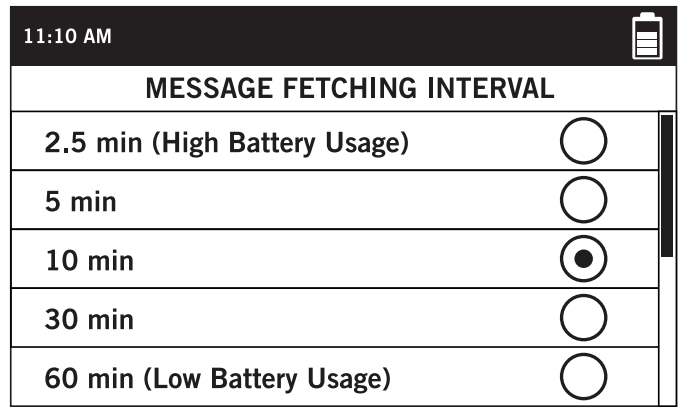 11:10 AM
MESSAGE FETCHING INTERVAL
2.5 min (High Battery Usage)
5 min
10 min
30 min
60 min (Low Battery Usage)